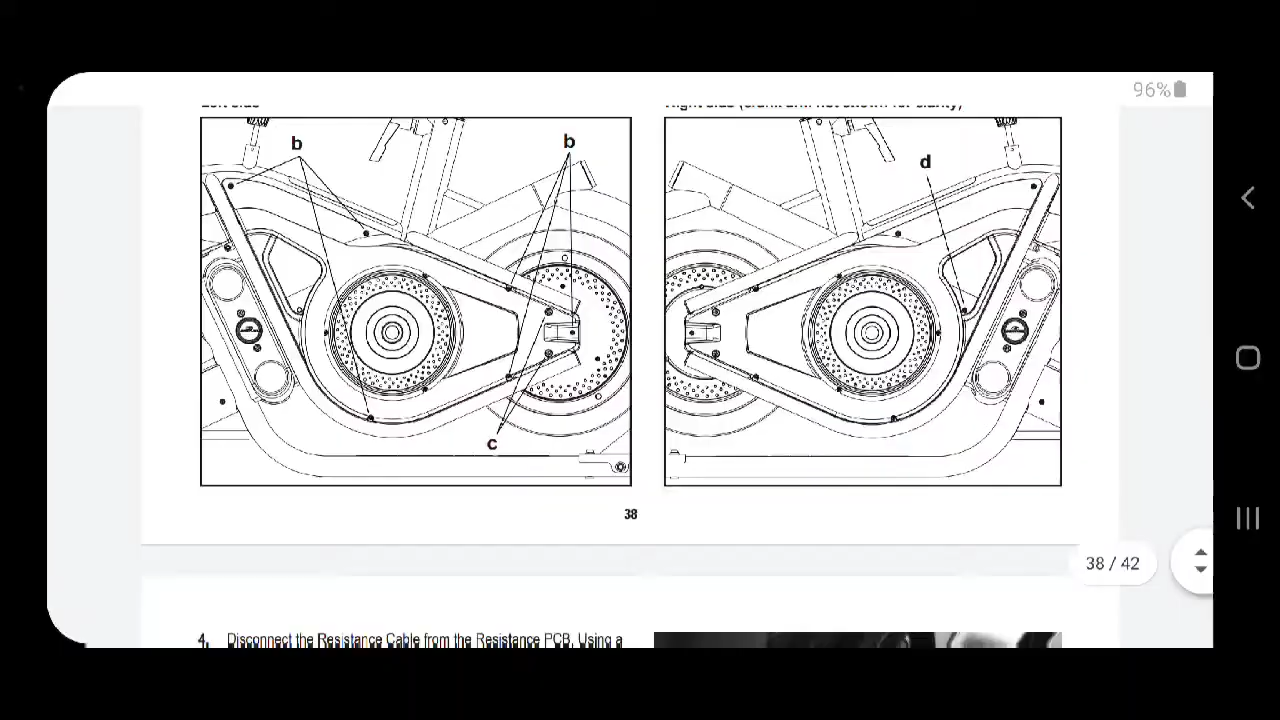 96%
b
b
d
c
38
38 / 42
4. Disconnect the Resistance Cable from the Resistance PCB. Using a